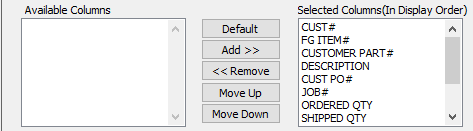 Available Columns
Default
Add >>
<< Remove
Move Up
Move Down
Selected Columns(In Display Order)
CUST#
FG ITEM#
CUSTOMER PART#
DESCRIPTION
CUST PO#
JOB#
ORDERED QTY
SHIPPED QTY